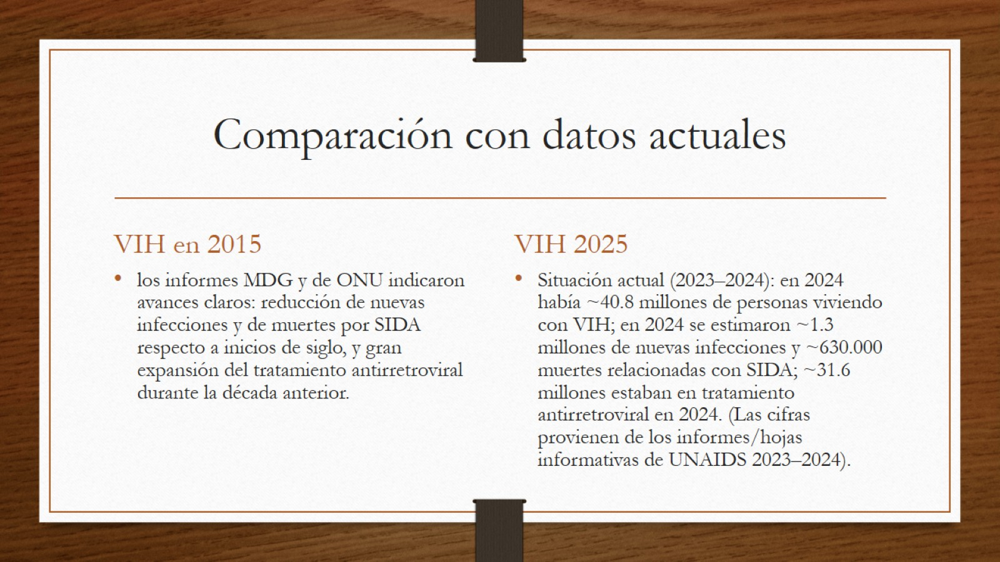 Comparación con datos actuales
VIH en 2015
• los informes MDG y de ONU indicaron
avances claros: reducción de nuevas
infecciones y de muertes por SIDA
respecto a inicios de siglo, y gran
expansión del tratamiento antirretroviral
durante la década anterior.
VIH 2025
• Situación actual (2023–2024): en 2024
había ~40.8 millones de personas viviendo
con VIH; en 2024 se estimaron ~1.3
millones de nuevas infecciones y ~630.000
muertes relacionadas con SIDA; ~31.6
millones estaban en tratamiento
antirretroviral en 2024. (Las cifras
provienen de los informes/hojas
informativas de UNAIDS 2023–2024).